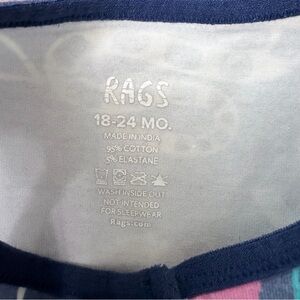 RAGS
18-24 MO.
MADE IN INDIA
95% COTTON
5% ELASTANE
WASH INSIDE OUT
NOT INTENDED
FOR SLEEPWEAR
Rags.com